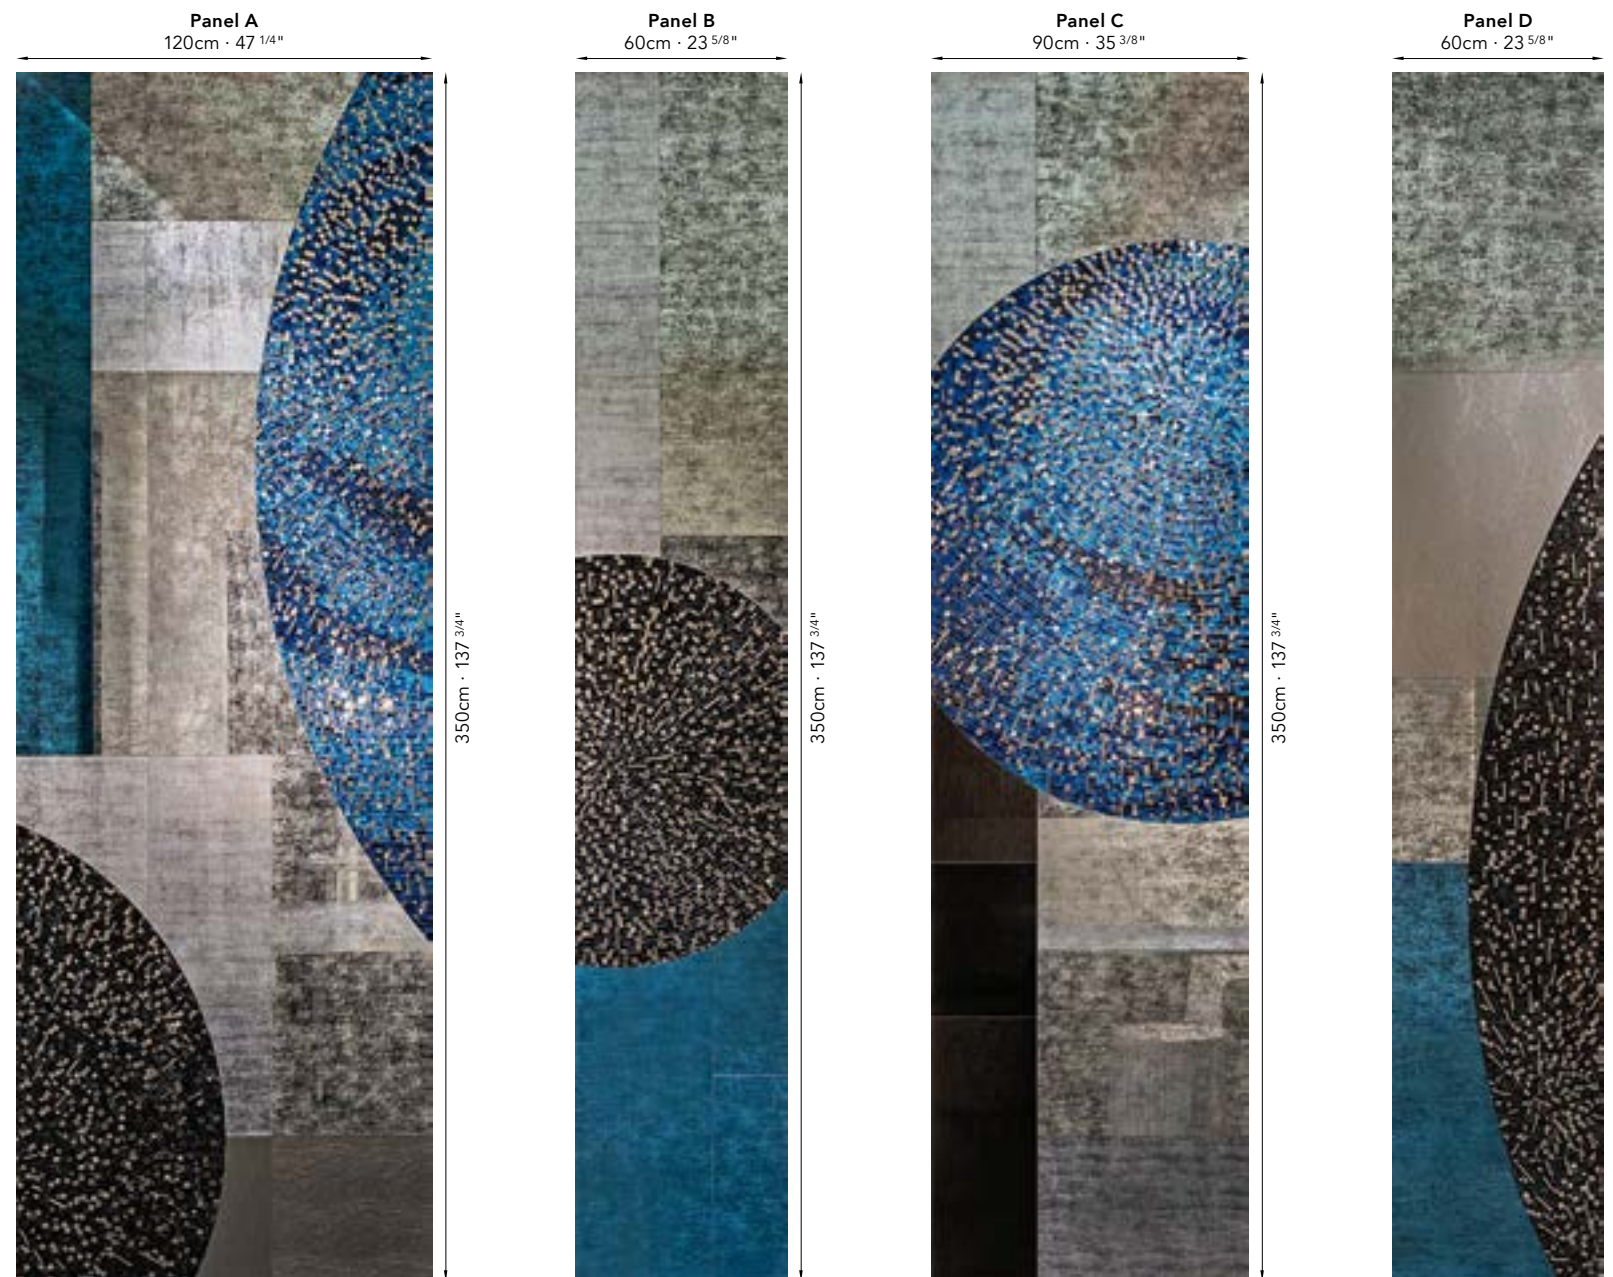 Panel A
120cm · 47 1/4"
Panel B
60cm · 23 5/8"
Panel C
90cm · 35 3/8"
Panel D
60cm · 23 5/8"
350cm · 137 3/4"
350cm · 137 3/4"
350cm · 137 3/4"